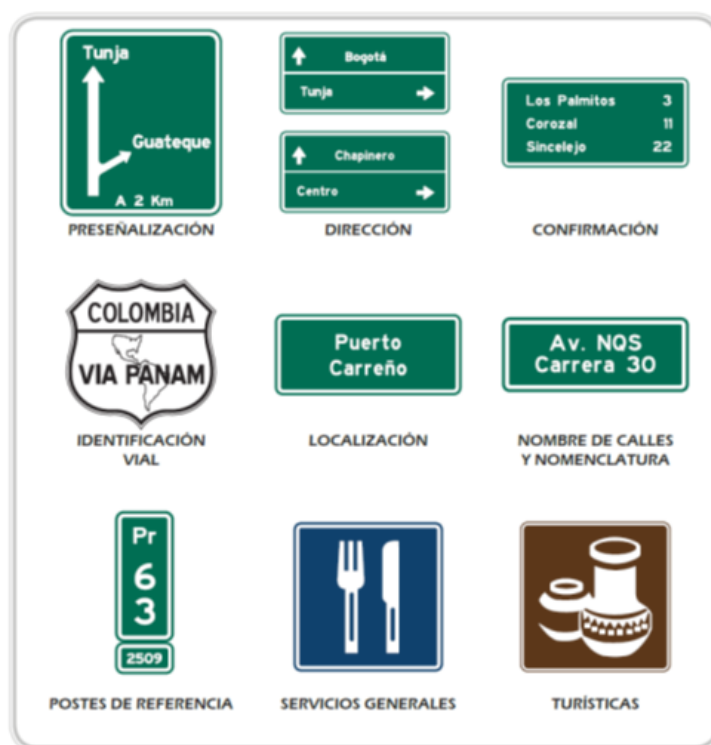 Tunja
Guateque
A 2 Km
PRESEÑALIZACIÓN
Bogotá
Tunja
Chapinero
Centro
DIRECCIÓN
Los Palmitos 3
Corozal 11
Sincelejo 22
CONFIRMACIÓN
COLOMBIA
VIA PANAM
IDENTIFICACIÓN
VIAL
Puerto
Carreño
LOCALIZACIÓN
Av. NQS
Carrera 30
NOMBRE DE CALLES
Y NOMENCLATURA
Pr
6
3
2509
POSTES DE REFERENCIA
SERVICIOS GENERALES
TURÍSTICAS